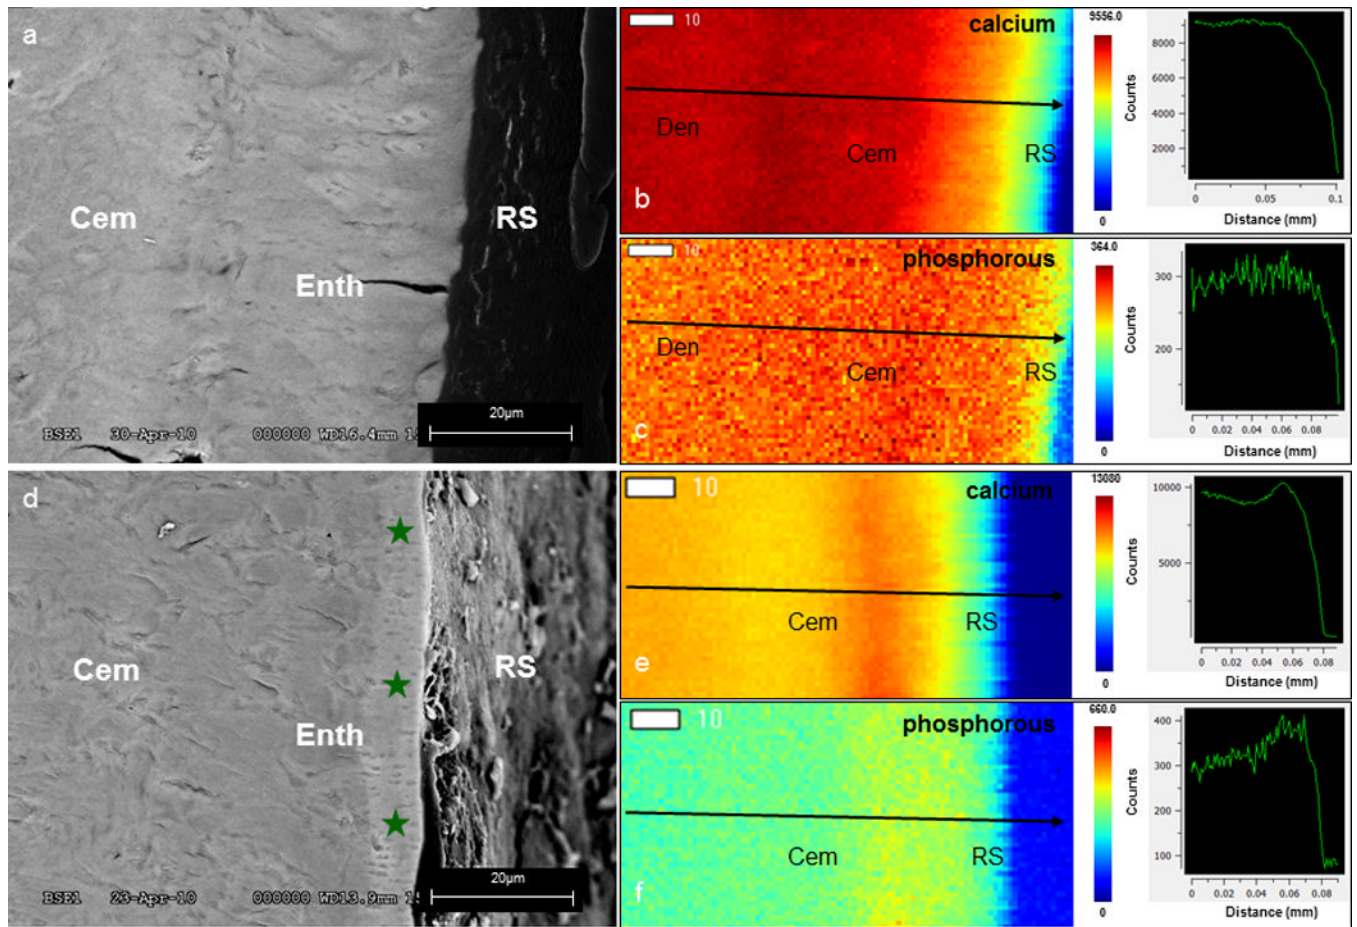 a
Cem
RS
Enth
20µm
BSE1 30-Apr-10 000000 WD16.4mm 15
10
calcium
Den
Cem
RS
b
9556.0
Counts
0
8000
6000
4000
2000
0 0.05 0.1
Distance (mm)
10
phosphorous
Den
Cem
RS
c
364.0
Counts
0
300
200
0 0.02 0.04 0.06 0.08
Distance (mm)
d
Cem
RS
Enth
20µm
BSE1 23-Apr-10 000000 WD13.9mm 15
10
calcium
Cem
RS
e
13080
Counts
0
10000
5000
0 0.02 0.04 0.06 0.08
Distance (mm)
10
phosphorous
Cem
RS
f
660.0
Counts
0
400
300
200
100
0 0.02 0.04 0.06 0.08
Distance (mm)